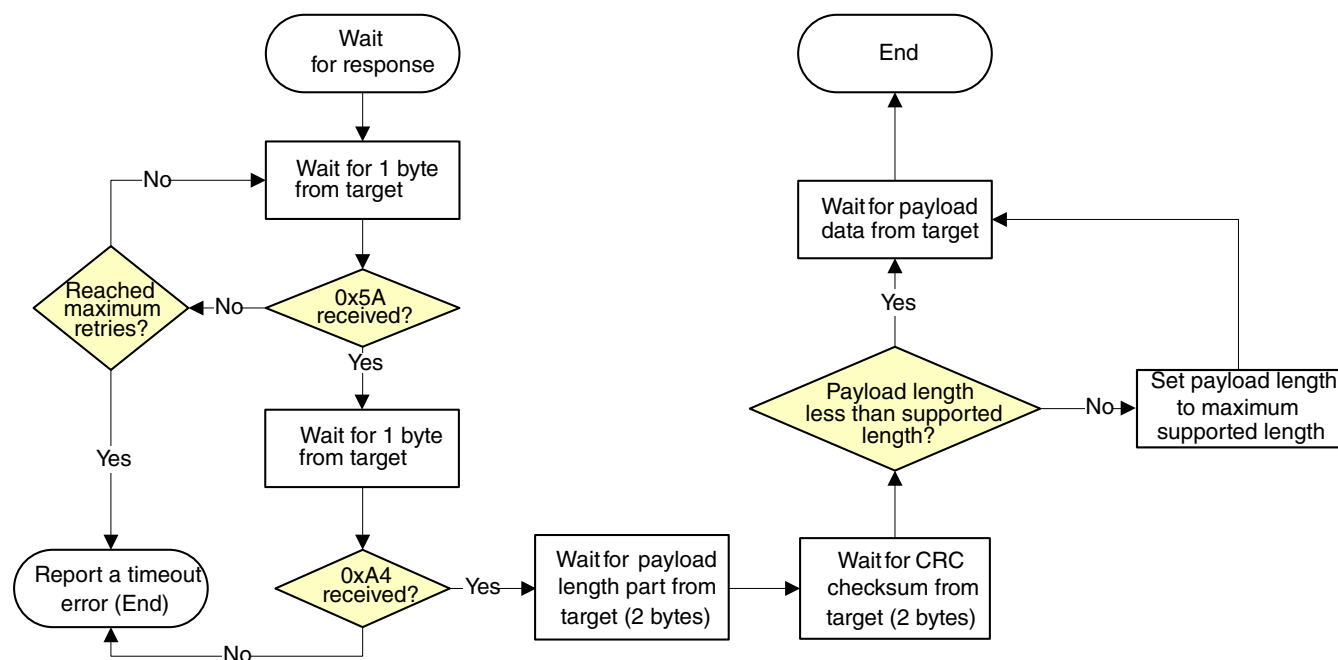 Wait
for response
Wait for 1 byte
from target
No
Reached
maximum
retries?
No
0x5A
received?
Yes
Wait for 1 byte
from target
Yes
Report a timeout
error (End)
0xA4
received?
No
Yes
Wait for payload
length part from
target (2 bytes)
Wait for CRC
checksum from
target (2 bytes)
Payload length
less than supported
length?
No
Set payload length
to maximum
supported length
Yes
Wait for payload
data from target
End